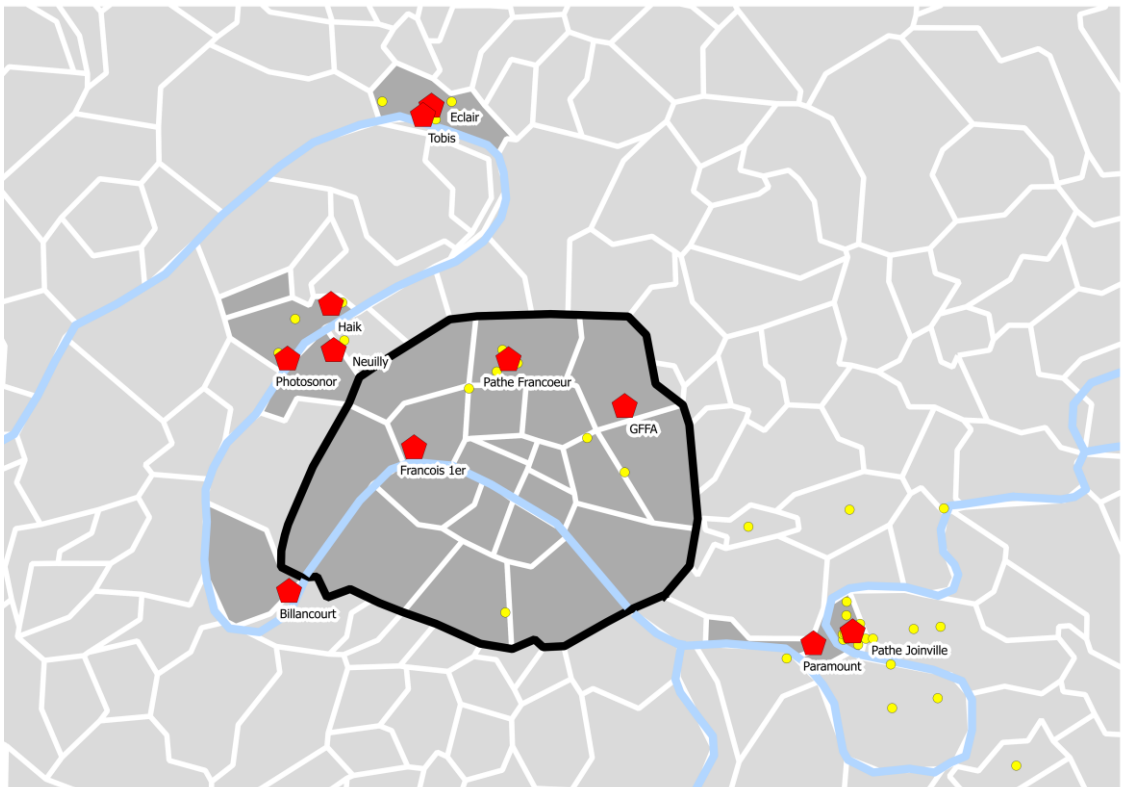 Eclair
Tobis
Haik
Neuilly
Photosonor
Pathe Francoeur
GFFA
Francois 1er
Billancourt
Pathe Joinville
Paramount